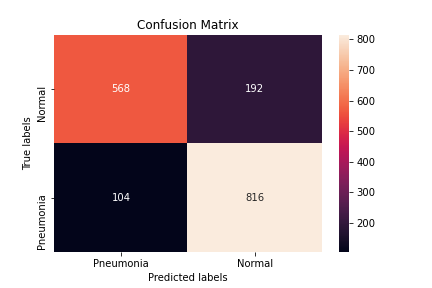 Confusion Matrix
True labels
Normal
Pneumonia
568
192
104
816
Pneumonia
Normal
Predicted labels
800
700
600
500
400
300
200